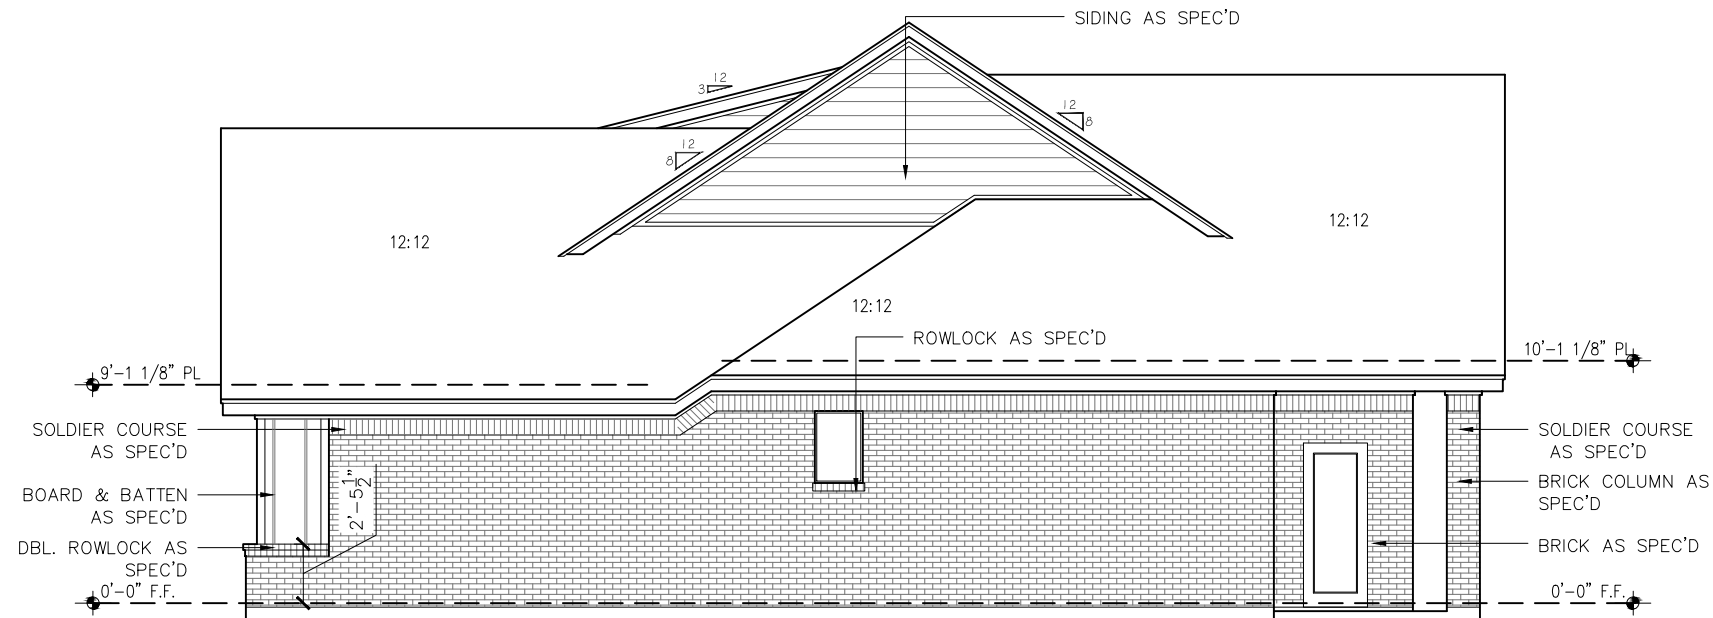 SIDING AS SPEC'D
12
3
12
8
12
8
12:12
12:12
12:12
ROWLOCK AS SPEC'D
9'-1 1/8" PL
10'-1 1/8" PL
SOLDIER COURSE
AS SPEC'D
BOARD & BATTEN
AS SPEC'D
DBL. ROWLOCK AS
SPEC'D
0'-0" F.F.
2'-5 1/2"
SOLDIER COURSE
AS SPEC'D
BRICK COLUMN AS
SPEC'D
BRICK AS SPEC'D
0'-0" F.F.